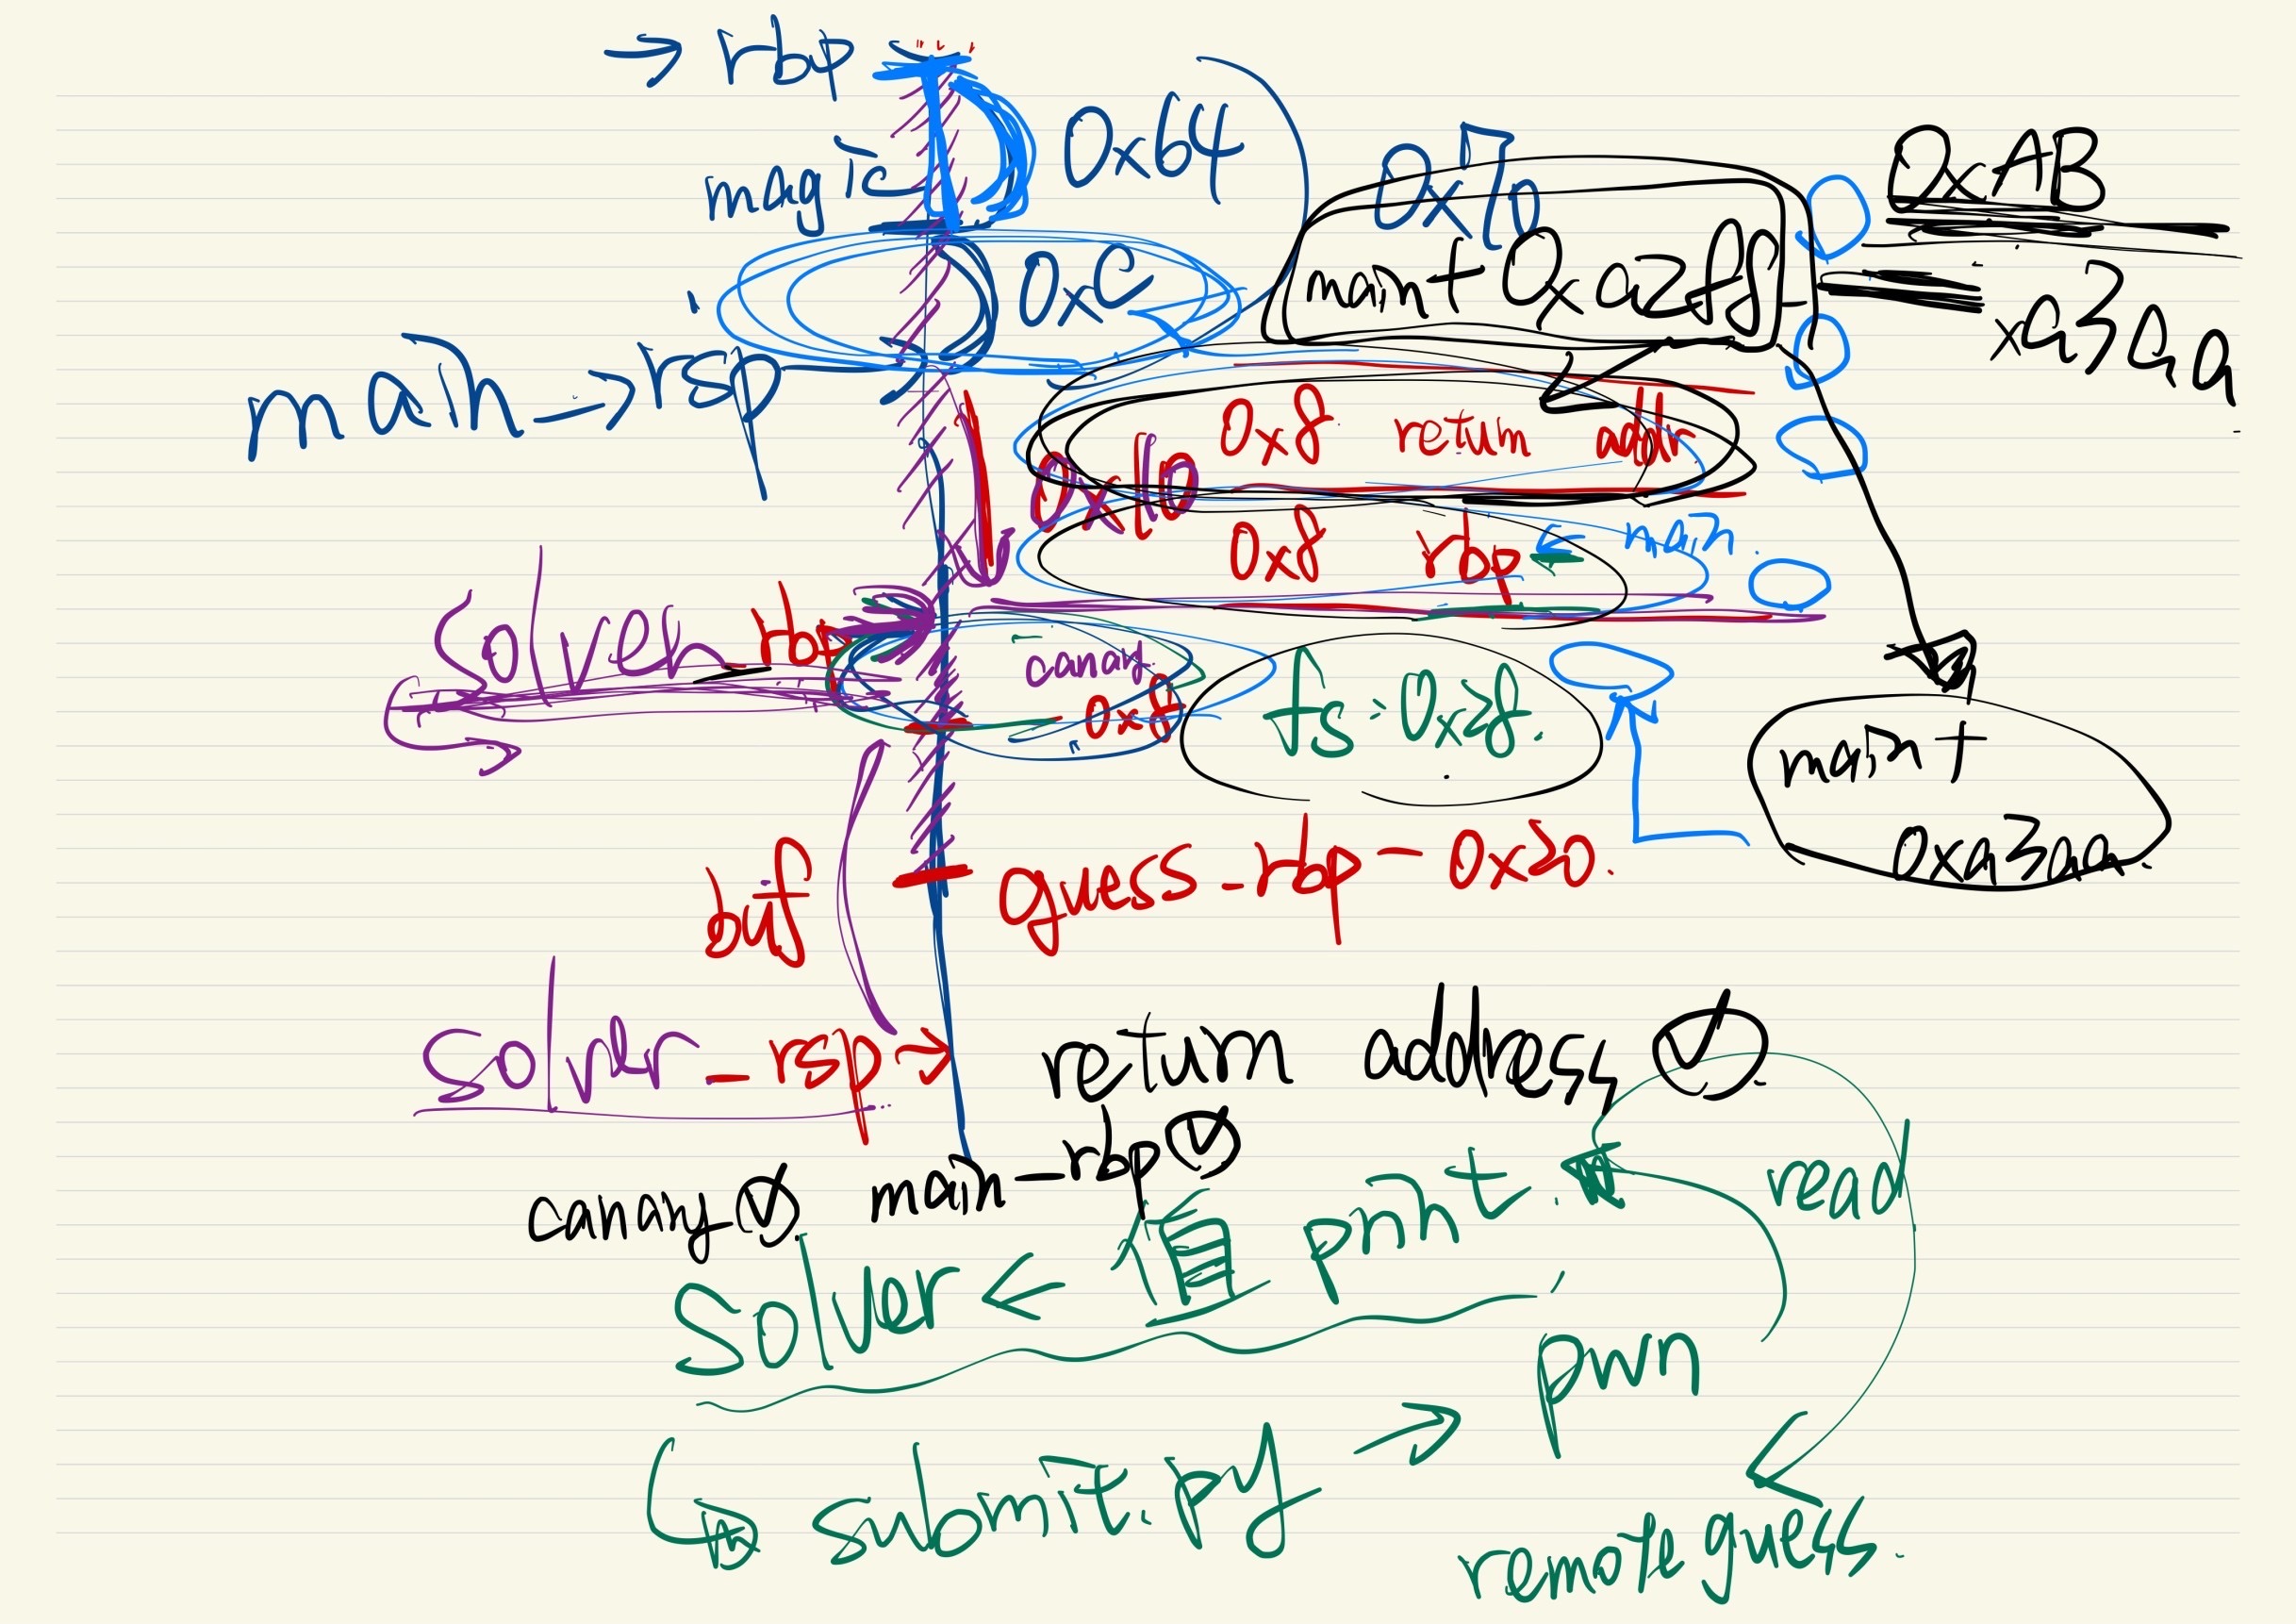 → rbp
magic
0x64
0x70
0xAB
0xC
main + 0xa2f8
xa3aa
main → rsp
0x8 return addr
0x10
0x8 rbp ← main
solver_rbp
canary
0x8
fs:0x28.
main +
0xa3aa
buf
guess_rbp - 0x20.
solver_rsp →
return address
canary
main_rbp
solver < 值 print
read
pwn
submit.py →
remote guess.